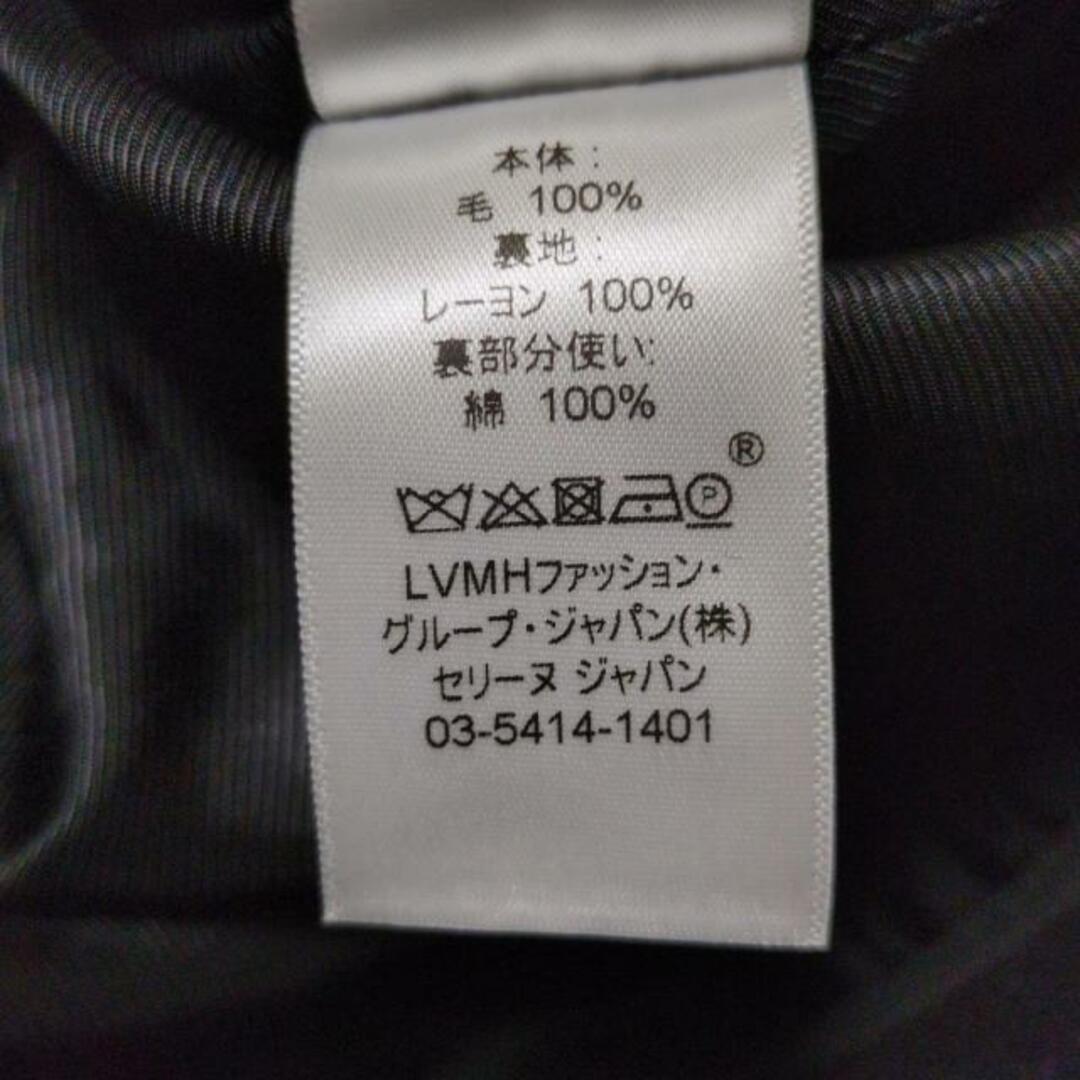 本体:
毛 100%
裏地:
レーヨン 100%
裏部分使い:
綿 100%
®
P
LVMHファッション・
グループ・ジャパン(株)
セリーヌ ジャパン
03-5414-1401